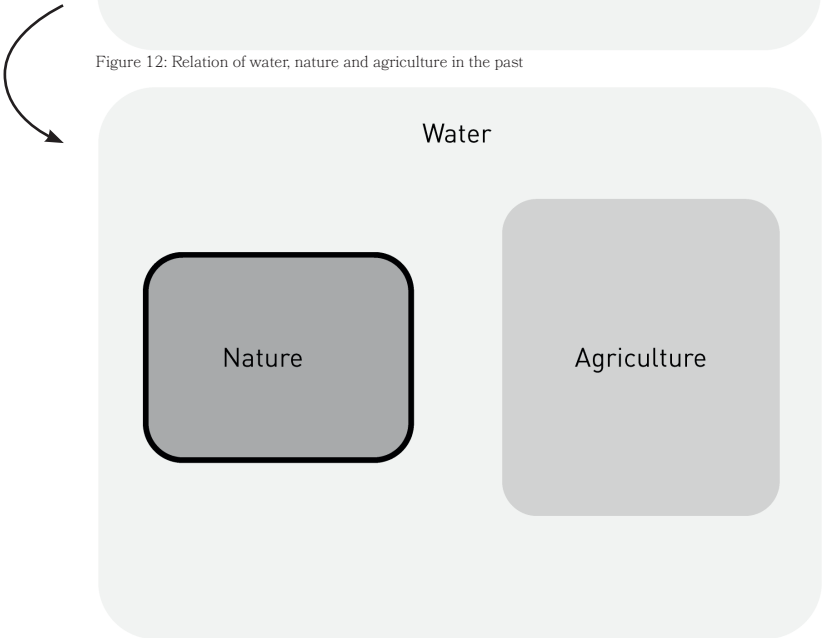 Figure 12: Relation of water, nature and agriculture in the past
Water
Nature
Agriculture